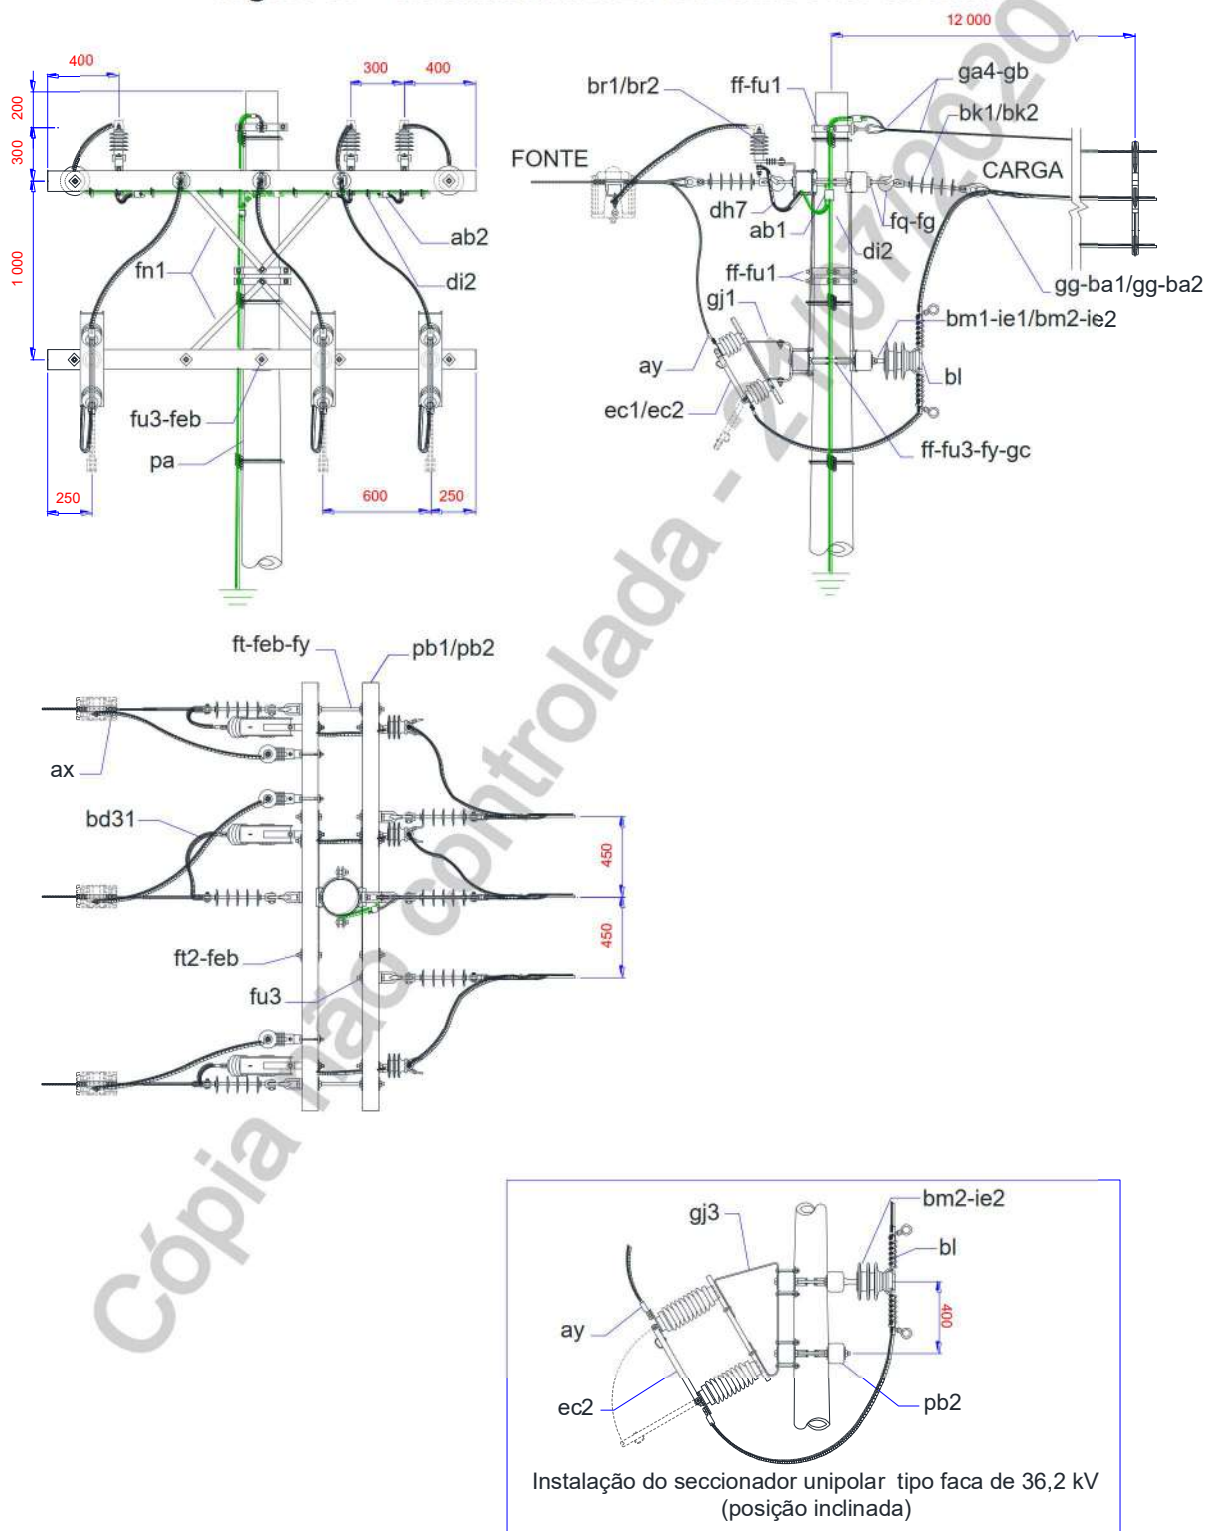 12 000
400
300
400
200
300
1 000
br1/br2
ff-fu1
ga4-gb
bk1/bk2
FONTE
CARGA
dh7
ab1
fq-fg
di2
ab2
di2
fn1
ff-fu1
gj1
gg-ba1/gg-ba2
bm1-ie1/bm2-ie2
ay
ec1/ec2
bl
fu3-feb
pa
ff-fu3-fy-gc
250
600
250
ft-feb-fy
pb1/pb2
ax
bd31
450
450
ft2-feb
fu3
bm2-ie2
gj3
bl
ay
400
ec2
pb2
Instalação do seccionador unipolar tipo faca de 36,2 kV
(posição inclinada)
Cópia não controlada - 21/07/2020